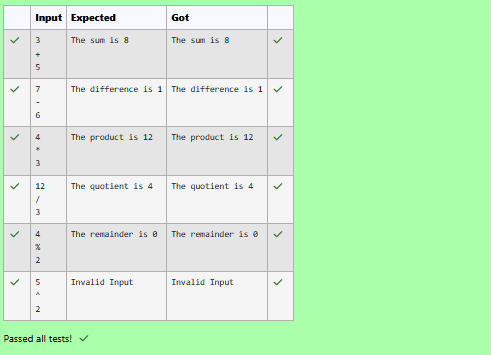 Input Expected Got
3 The sum is 8 The sum is 8
+
5
7 The difference is 1 The difference is 1
-
6
4 The product is 12 The product is 12
*
3
12 The quotient is 4 The quotient is 4
/
3
4 The remainder is 0 The remainder is 0
%
2
5 Invalid Input Invalid Input
^
2
Passed all tests!